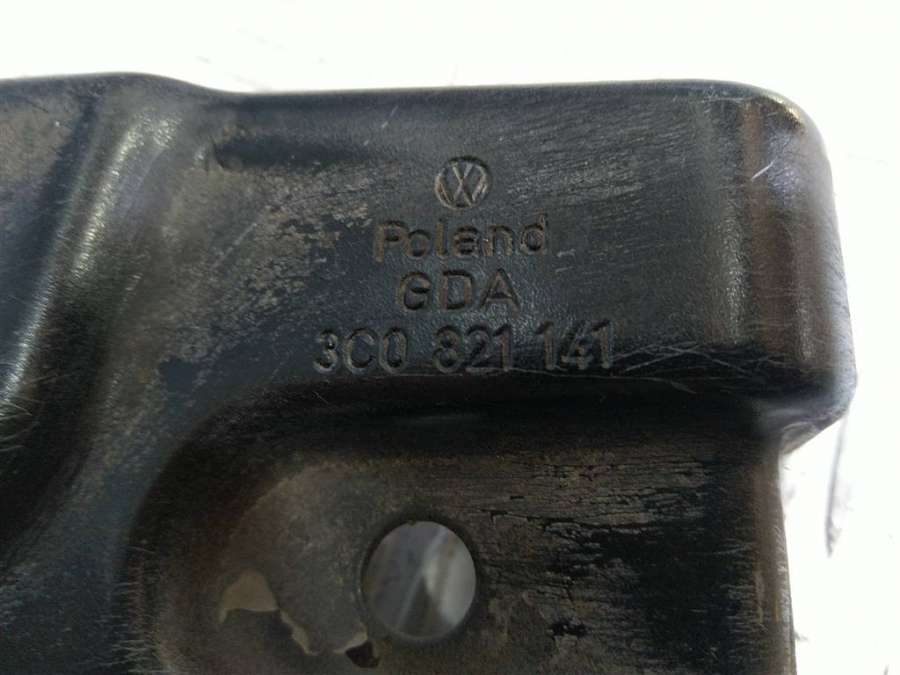 Poland
GDA
3C0 821 141